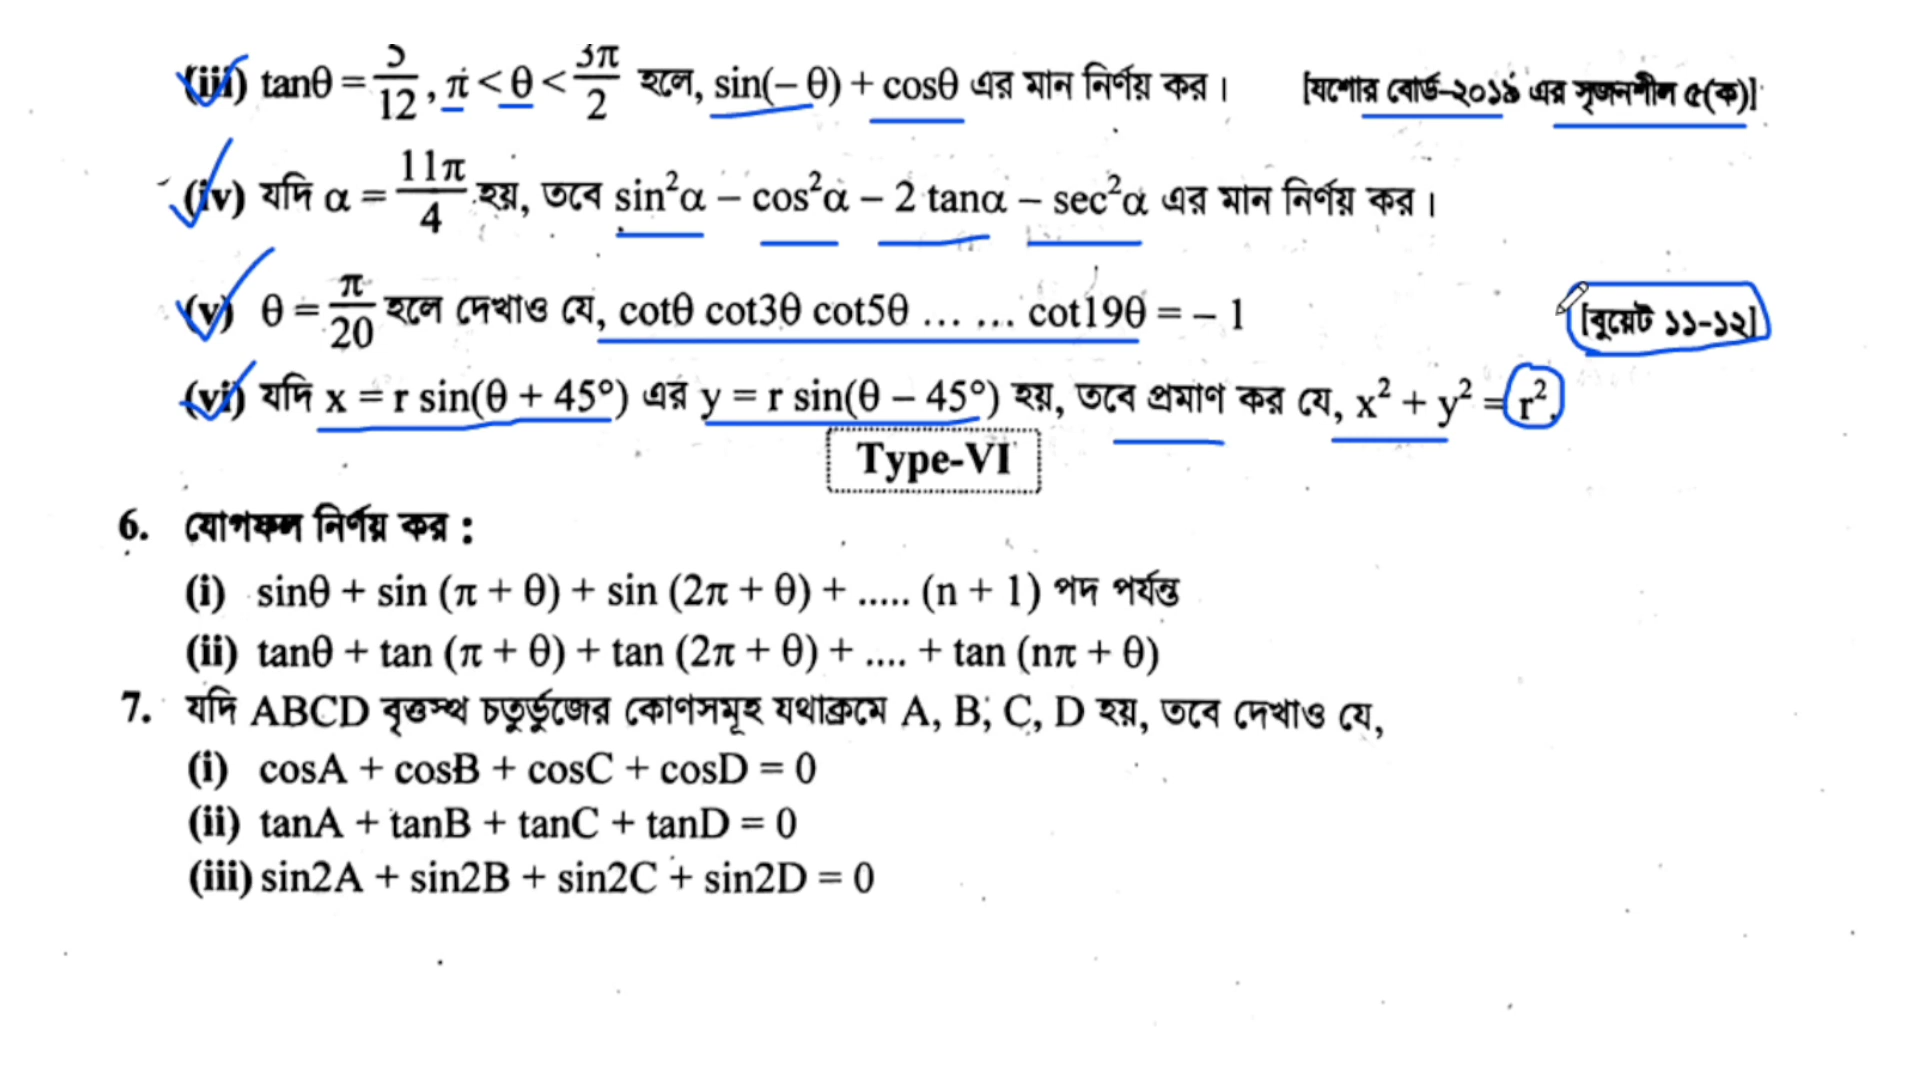 (iii) tanθ = 5/12, π < θ < 3π/2 হলে, sin(– θ) + cosθ এর মান নির্ণয় কর। [যশোর বোর্ড-২০১৯ এর সৃজনশীল ৫(ক)]
(iv) যদি α = 11π/4 হয়, তবে sin²α – cos²α – 2 tanα – sec²α এর মান নির্ণয় কর।
(v) θ = π/20 হলে দেখাও যে, cotθ cot3θ cot5θ ... ... cot19θ = – 1 [বুয়েট ১১-১২]
(vi) যদি x = r sin(θ + 45°) এর y = r sin(θ – 45°) হয়, তবে প্রমাণ কর যে, x² + y² = r².
Type-VI
6. যোগফল নির্ণয় কর :
(i) sinθ + sin (π + θ) + sin (2π + θ) + ..... (n + 1) পদ পর্যন্ত
(ii) tanθ + tan (π + θ) + tan (2π + θ) + .... + tan (nπ + θ)
7. যদি ABCD বৃত্তস্থ চতুর্ভুজের কোণসমূহ যথাক্রমে A, B, C, D হয়, তবে দেখাও যে,
(i) cosA + cosB + cosC + cosD = 0
(ii) tanA + tanB + tanC + tanD = 0
(iii) sin2A + sin2B + sin2C + sin2D = 0